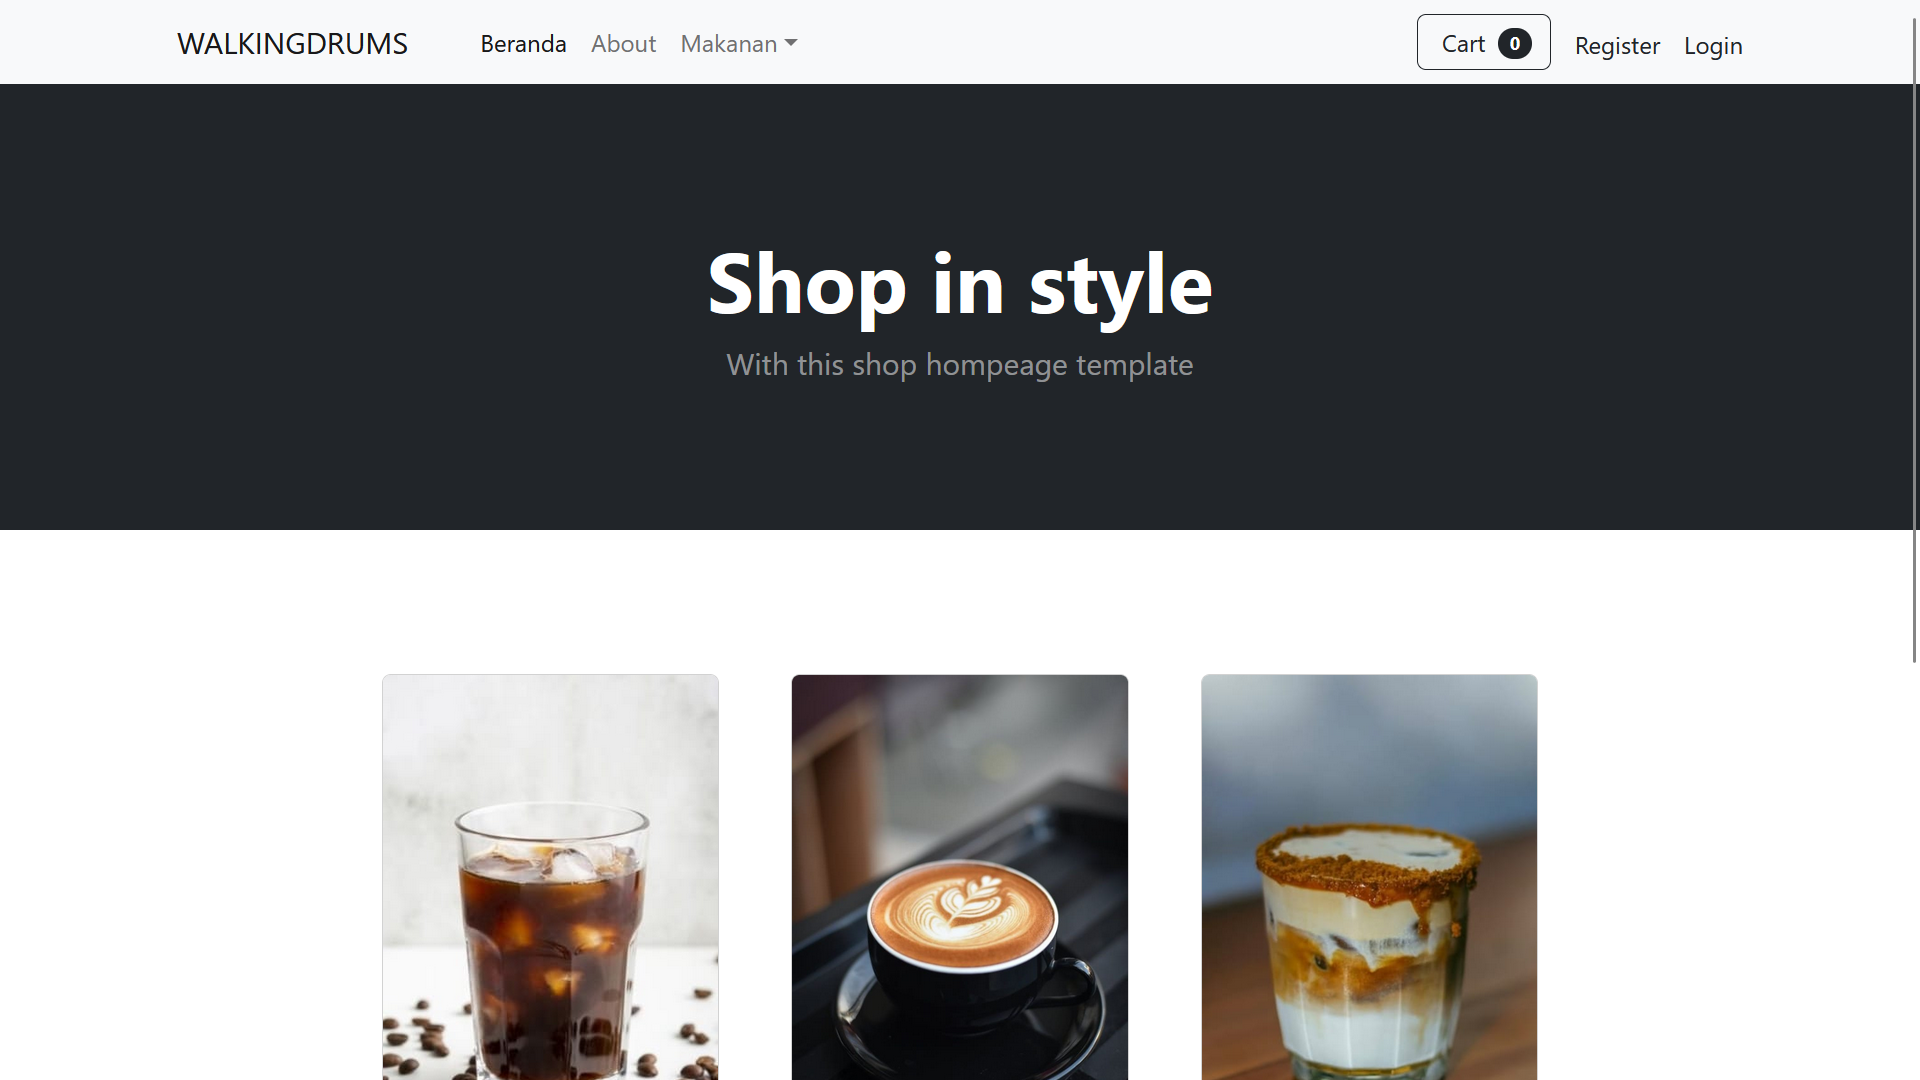 WALKINGDRUMS Beranda About Makanan Cart 0 Register Login
Shop in style
With this shop hompeage template